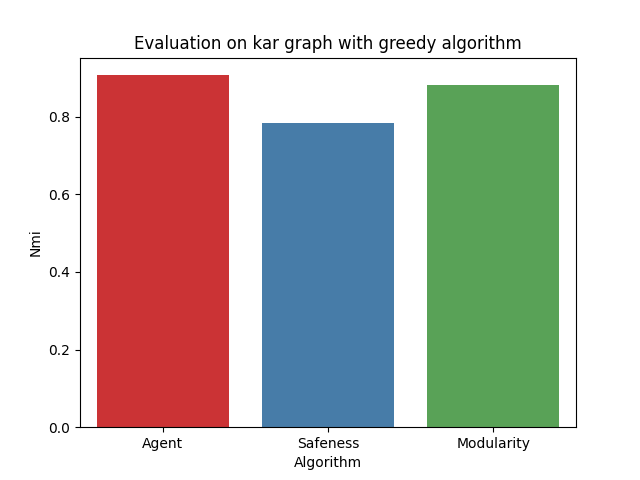 Evaluation on kar graph with greedy algorithm
0.8
0.6
0.4
0.2
0.0
Nmi
Agent
Safeness
Modularity
Algorithm